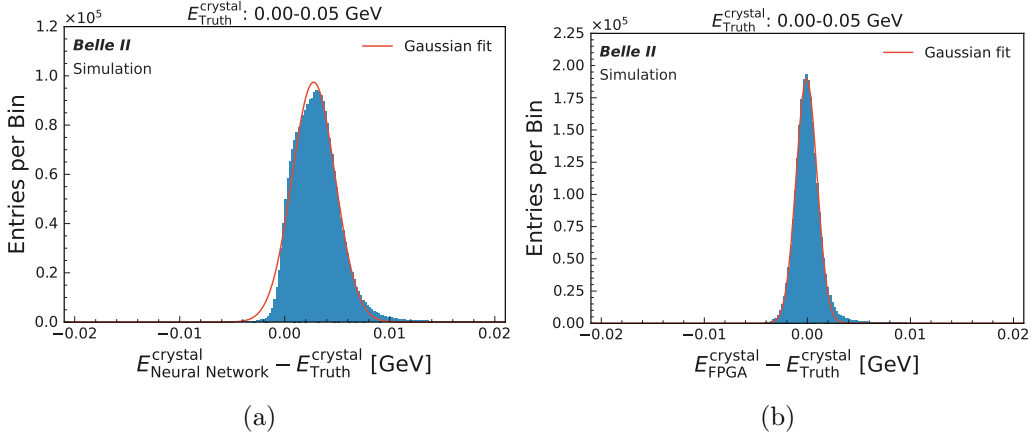 E^crystal_Truth: 0.00-0.05 GeV
×10⁵
Belle II
Simulation
Gaussian fit
Entries per Bin
1.2
1.0
0.8
0.6
0.4
0.2
0.0
−0.02 −0.01 0.00 0.01 0.02
E^crystal_Neural Network − E^crystal_Truth [GeV]
(a)
E^crystal_Truth: 0.00-0.05 GeV
×10⁵
Belle II
Simulation
Gaussian fit
Entries per Bin
2.25
2.00
1.75
1.50
1.25
1.00
0.75
0.50
0.25
0.00
−0.02 −0.01 0.00 0.01 0.02
E^crystal_FPGA − E^crystal_Truth [GeV]
(b)